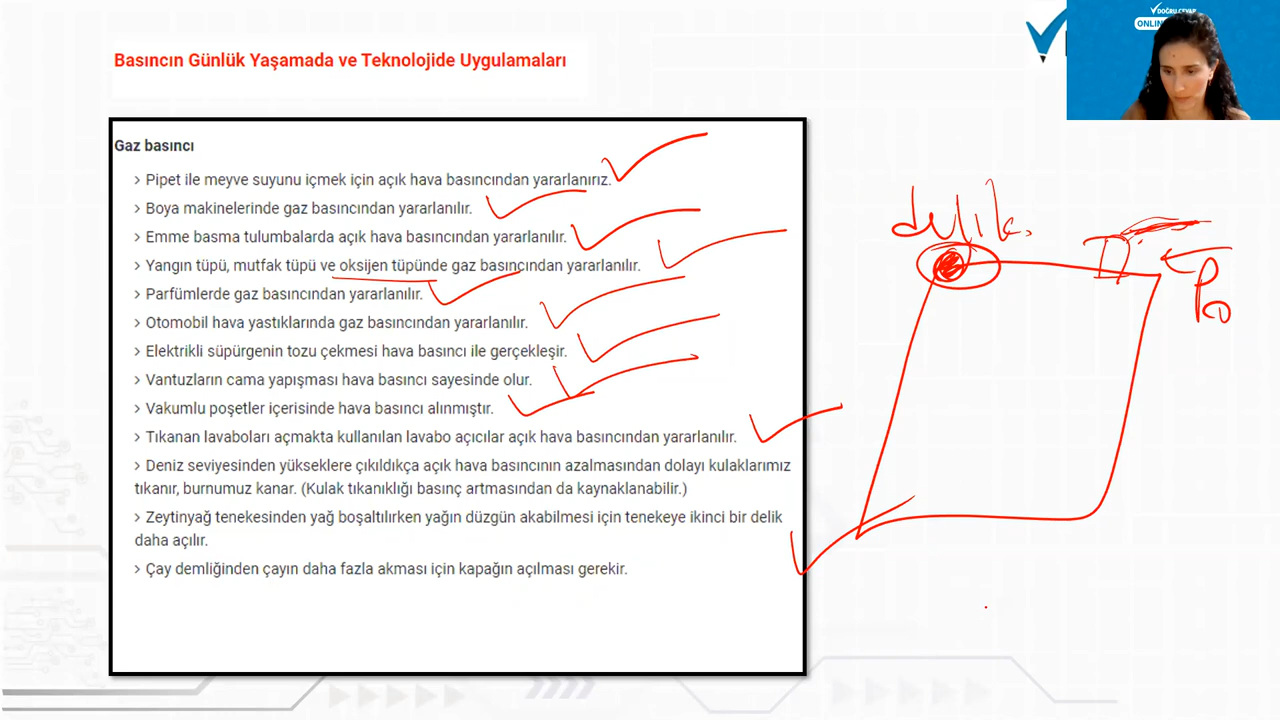 DOĞRU CEVAP
ONLINE
Basıncın Günlük Yaşamada ve Teknolojide Uygulamaları
Gaz basıncı
> Pipet ile meyve suyunu içmek için açık hava basıncından yararlanırız.
> Boya makinelerinde gaz basıncından yararlanılır.
> Emme basma tulumbalarda açık hava basıncından yararlanılır.
> Yangın tüpü, mutfak tüpü ve oksijen tüpünde gaz basıncından yararlanılır.
> Parfümlerde gaz basıncından yararlanılır.
> Otomobil hava yastıklarında gaz basıncından yararlanılır.
> Elektrikli süpürgenin tozu çekmesi hava basıncı ile gerçekleşir.
> Vantuzların cama yapışması hava basıncı sayesinde olur.
> Vakumlu poşetler içerisinde hava basıncı alınmıştır.
> Tıkanan lavaboları açmakta kullanılan lavabo açıcılar açık hava basıncından yararlanılır.
> Deniz seviyesinden yükseklere çıkıldıkça açık hava basıncının azalmasından dolayı kulaklarımız
tıkanır, burnumuz kanar. (Kulak tıkanıklığı basınç artmasından da kaynaklanabilir.)
> Zeytinyağ tenekesinden yağ boşaltılırken yağın düzgün akabilmesi için tenekeye ikinci bir delik
daha açılır.
> Çay demliğinden çayın daha fazla akması için kapağın açılması gerekir.
delik.
P0